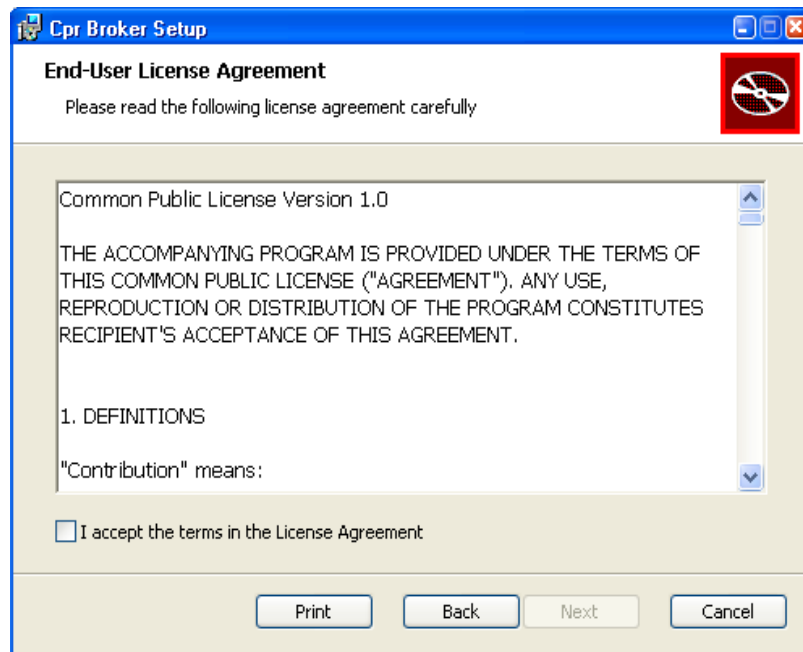 Cpr Broker Setup
End-User License Agreement
Please read the following license agreement carefully
Common Public License Version 1.0
THE ACCOMPANYING PROGRAM IS PROVIDED UNDER THE TERMS OF
THIS COMMON PUBLIC LICENSE ("AGREEMENT"). ANY USE,
REPRODUCTION OR DISTRIBUTION OF THE PROGRAM CONSTITUTES
RECIPIENT'S ACCEPTANCE OF THIS AGREEMENT.
1. DEFINITIONS
"Contribution" means:
I accept the terms in the License Agreement
Print Back Next Cancel